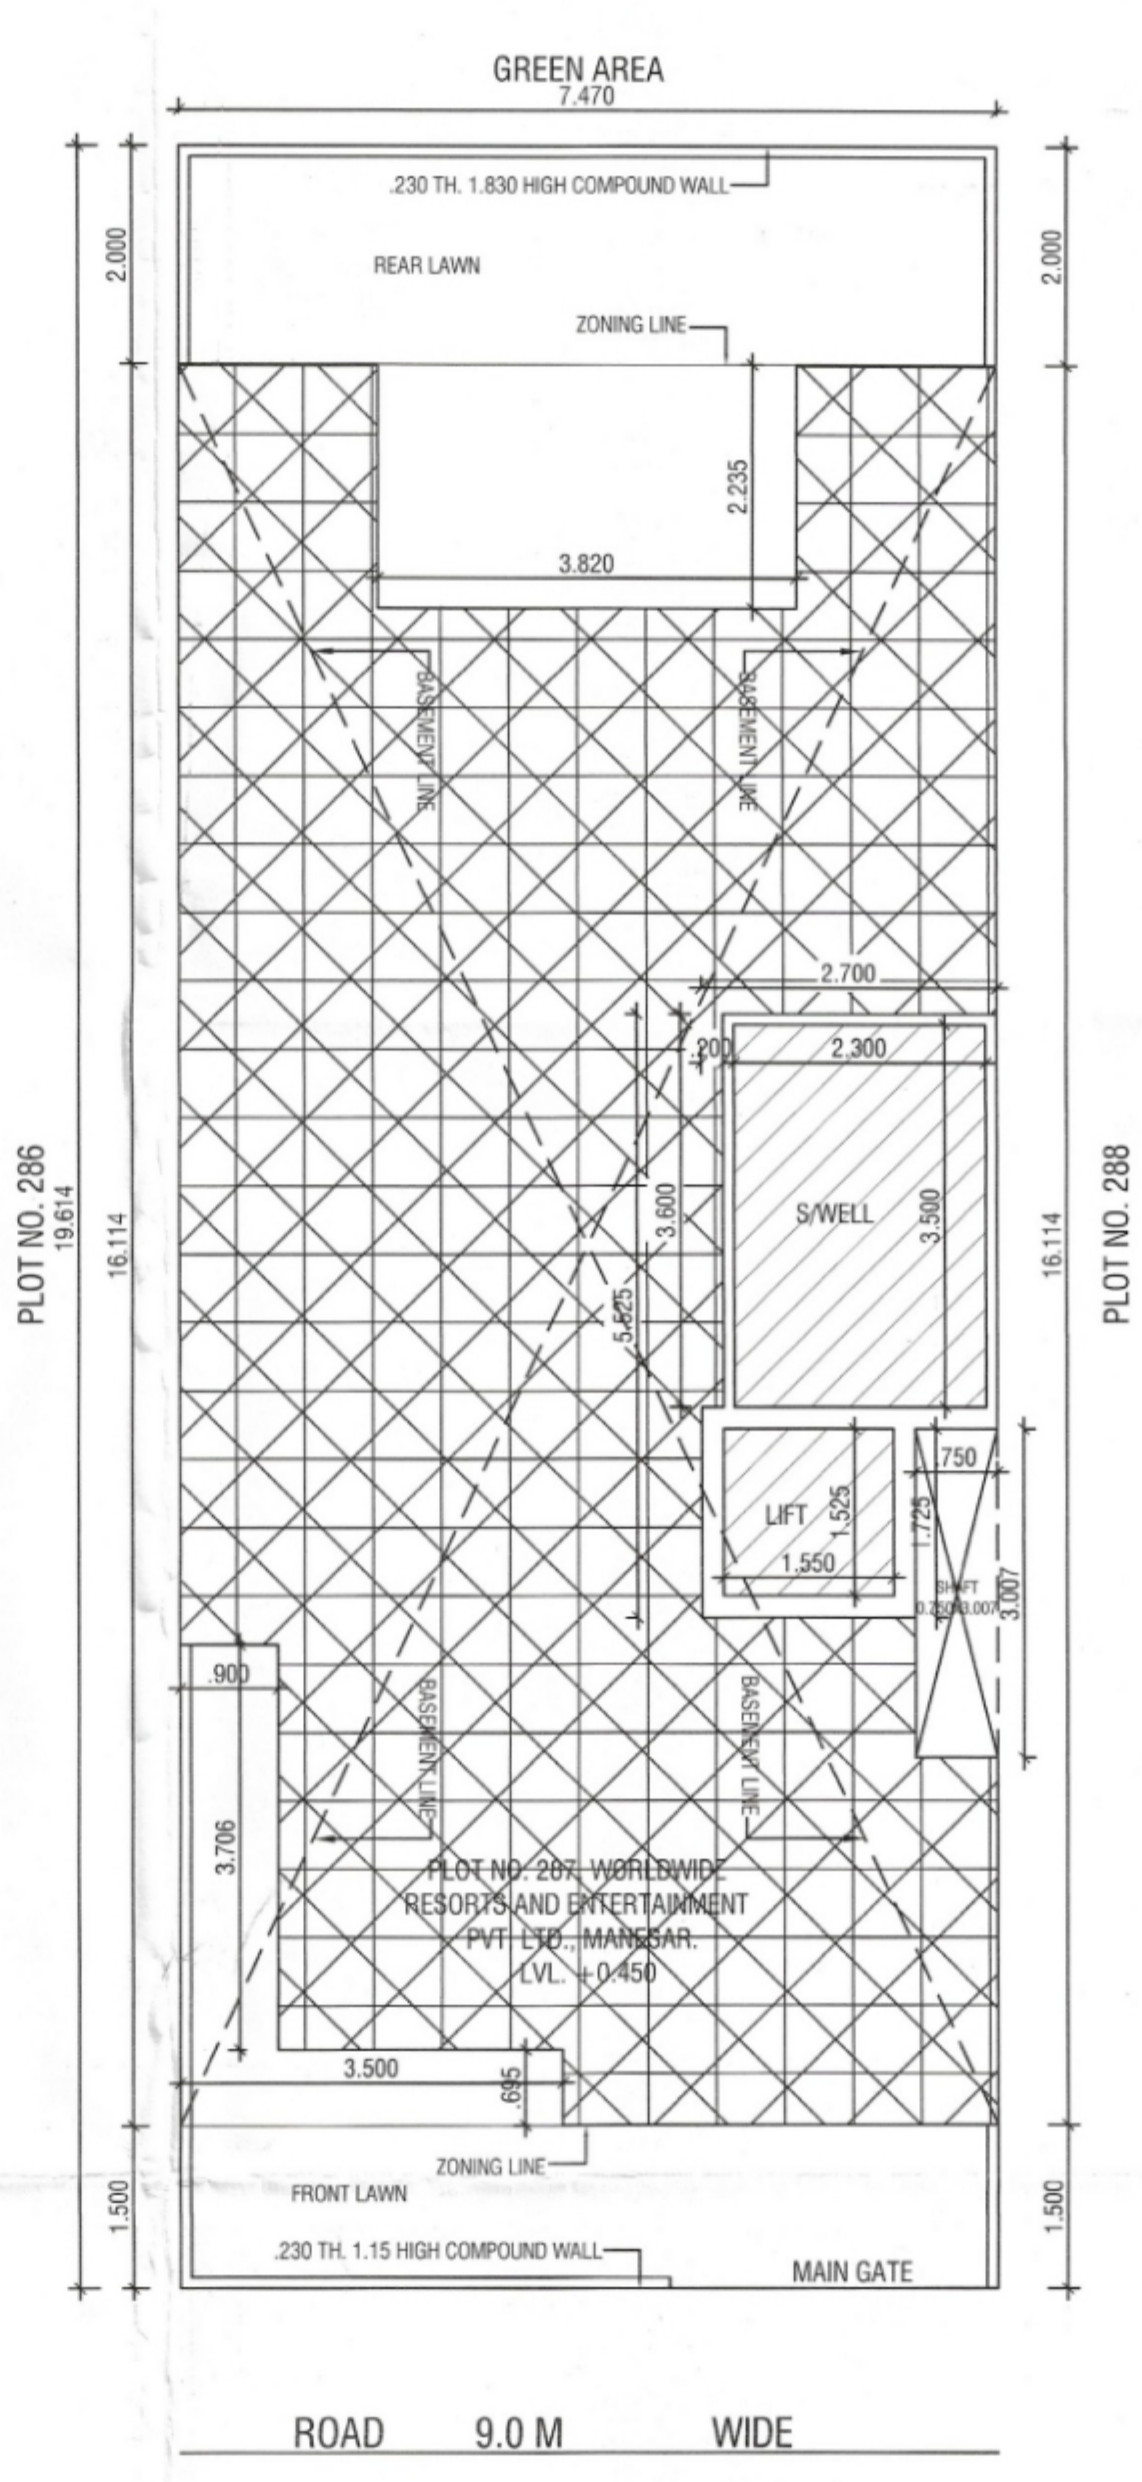 GREEN AREA
7.470
.230 TH. 1.830 HIGH COMPOUND WALL
2.000
2.000
REAR LAWN
ZONING LINE
2.235
3.820
BASEMENT LINE
BASEMENT LINE
2.700
.200
2.300
PLOT NO. 286
19.614
16.114
3.600
S/WELL
3.500
16.114
PLOT NO. 288
5.525
.750
LIFT
1.525
1.725
1.550
SHAFT
0.750X3.007
3.007
.900
BASEMENT LINE
BASEMENT LINE
3.706
PLOT NO. 287, WORLDWIDE
RESORTS AND ENTERTAINMENT
PVT. LTD., MANESAR.
LVL. +0.450
3.500
.695
ZONING LINE
1.500
FRONT LAWN
1.500
.230 TH. 1.15 HIGH COMPOUND WALL
MAIN GATE
ROAD 9.0 M WIDE